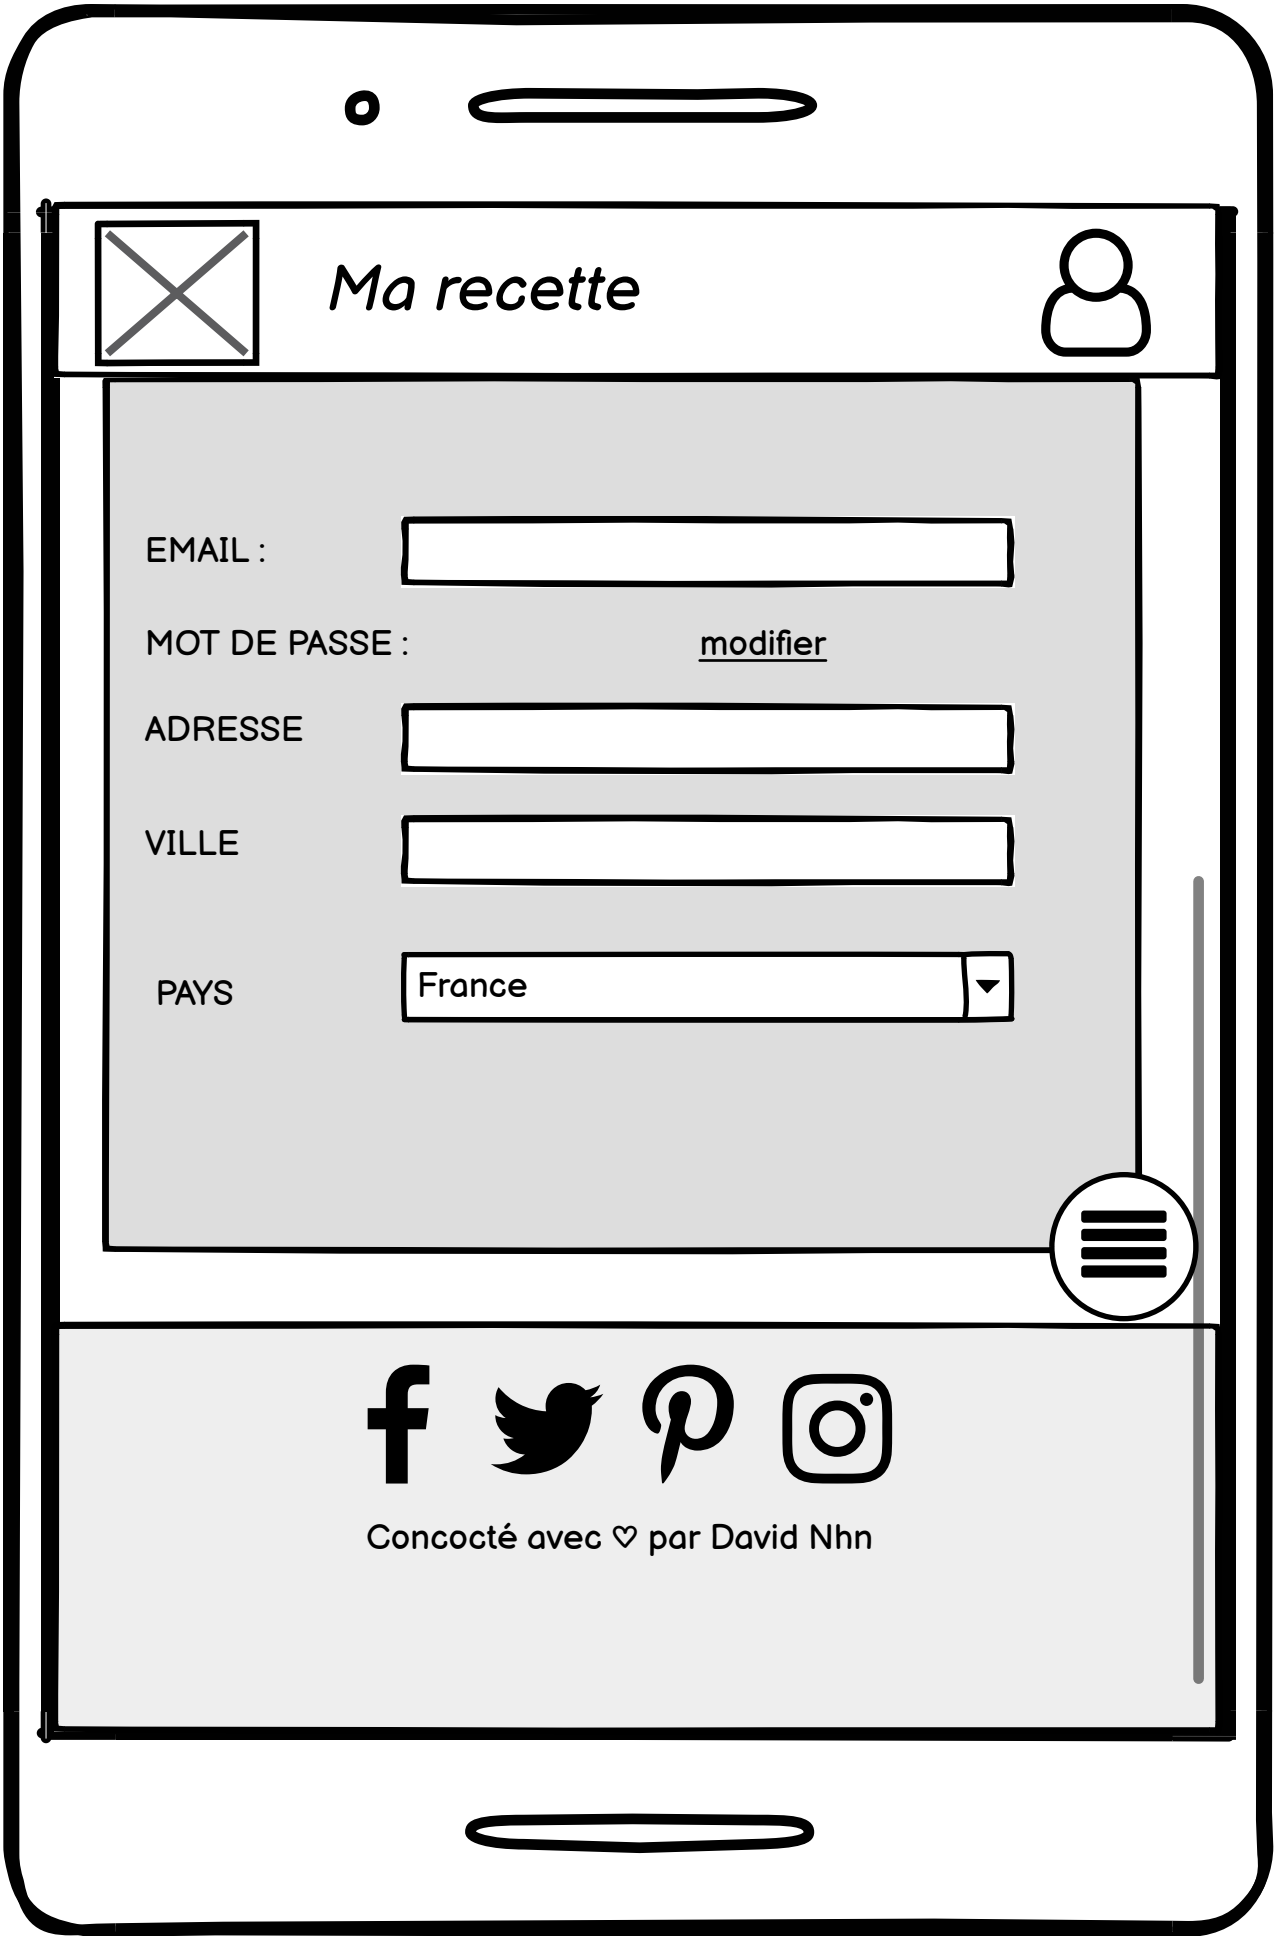 Ma recette
EMAIL :
MOT DE PASSE : modifier
ADRESSE
VILLE
PAYS France
Concocté avec ♡ par David Nhn